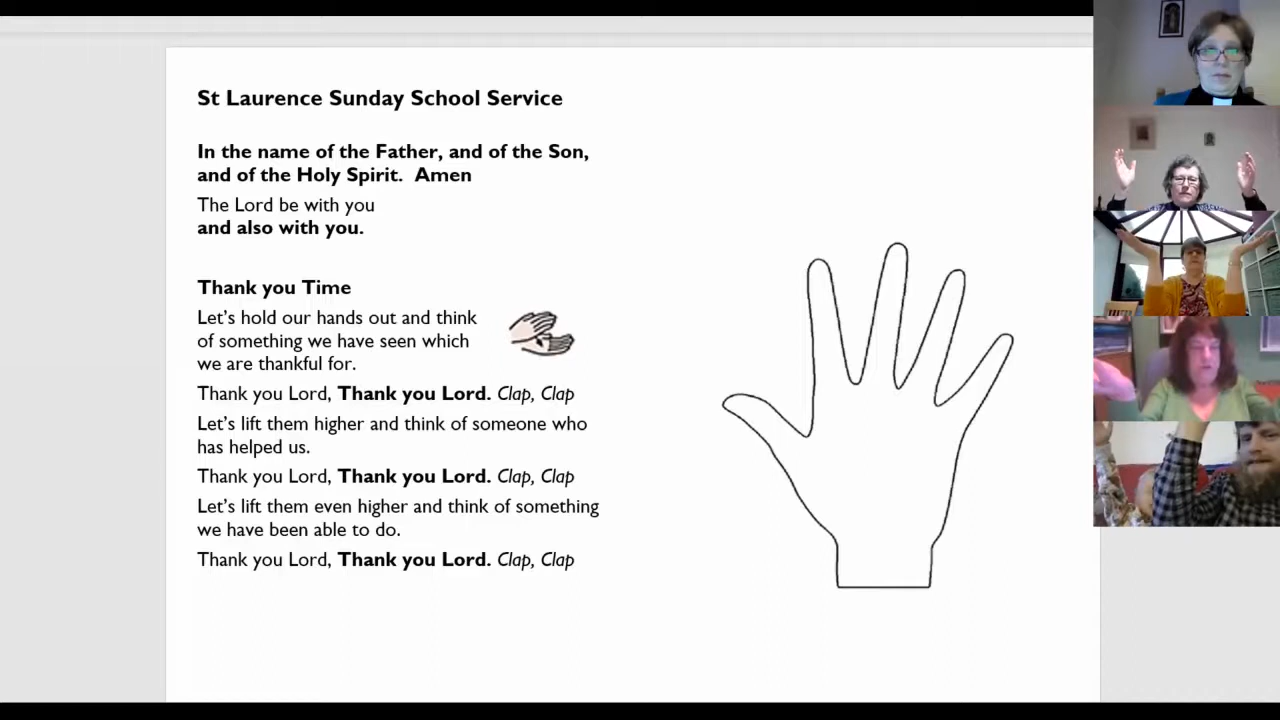 St Laurence Sunday School Service
In the name of the Father, and of the Son,
and of the Holy Spirit.  Amen
The Lord be with you
and also with you.
Thank you Time
Let’s hold our hands out and think
of something we have seen which
we are thankful for.
Thank you Lord, Thank you Lord. Clap, Clap
Let’s lift them higher and think of someone who
has helped us.
Thank you Lord, Thank you Lord. Clap, Clap
Let’s lift them even higher and think of something
we have been able to do.
Thank you Lord, Thank you Lord. Clap, Clap